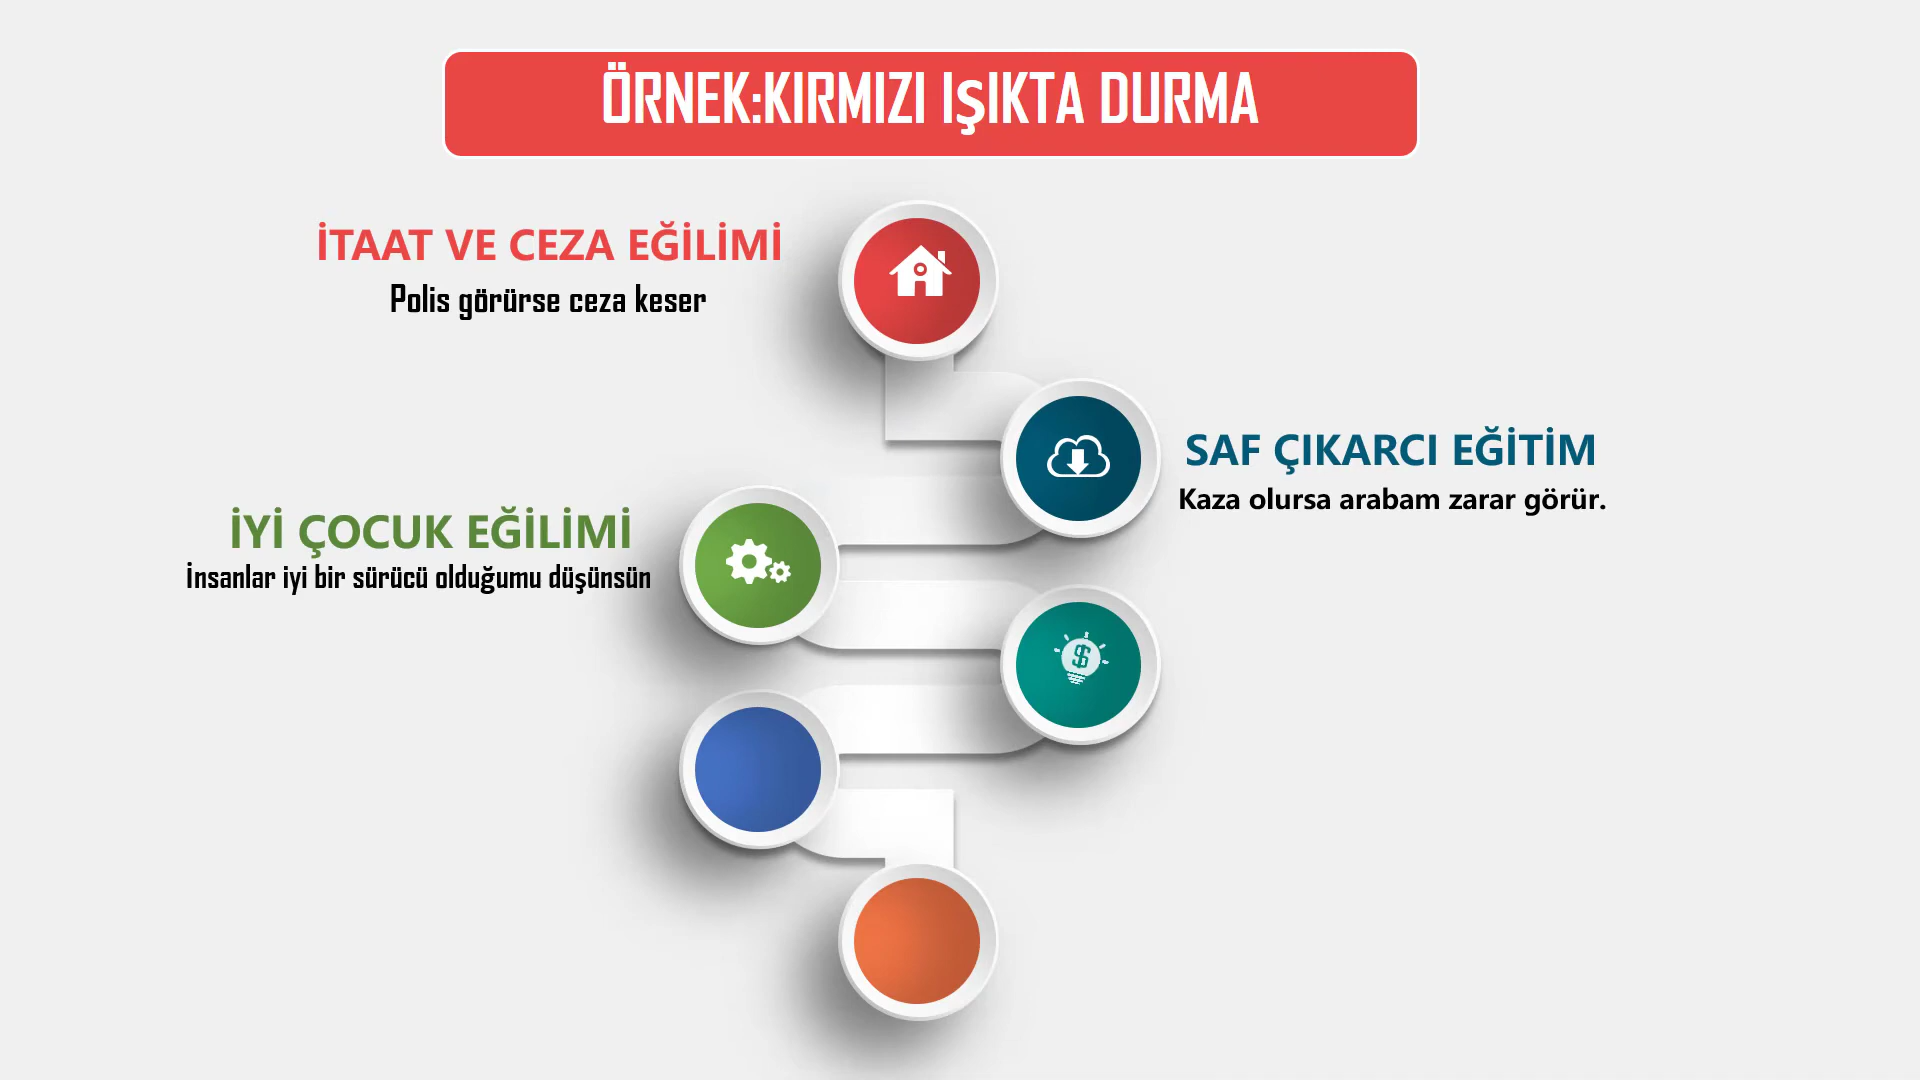 ÖRNEK:KIRMIZI IŞIKTA DURMA
İTAAT VE CEZA EĞİLİMİ
Polis görürse ceza keser
SAF ÇIKARCI EĞİTİM
Kaza olursa arabam zarar görür.
İYİ ÇOCUK EĞİLİMİ
İnsanlar iyi bir sürücü olduğumu düşünsün
$